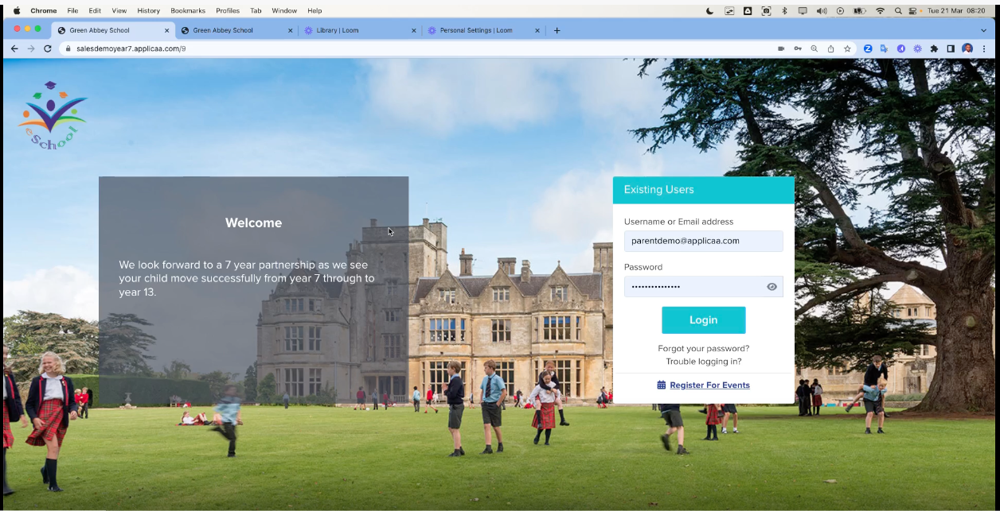 Chrome File Edit View History Bookmarks Profiles Tab Window Help Tue 21 Mar 08:20
Green Abbey School Green Abbey School Library | Loom Personal Settings | Loom
salesdemoyear7.applicaa.com/9
eSchool
Existing Users
Welcome
Username or Email address
parentdemo@applicaa.com
We look forward to a 7 year partnership as we see
your child move successfully from year 7 through to
year 13.
Password
•••••••••••••••
Login
Forgot your password?
Trouble logging in?
Register For Events